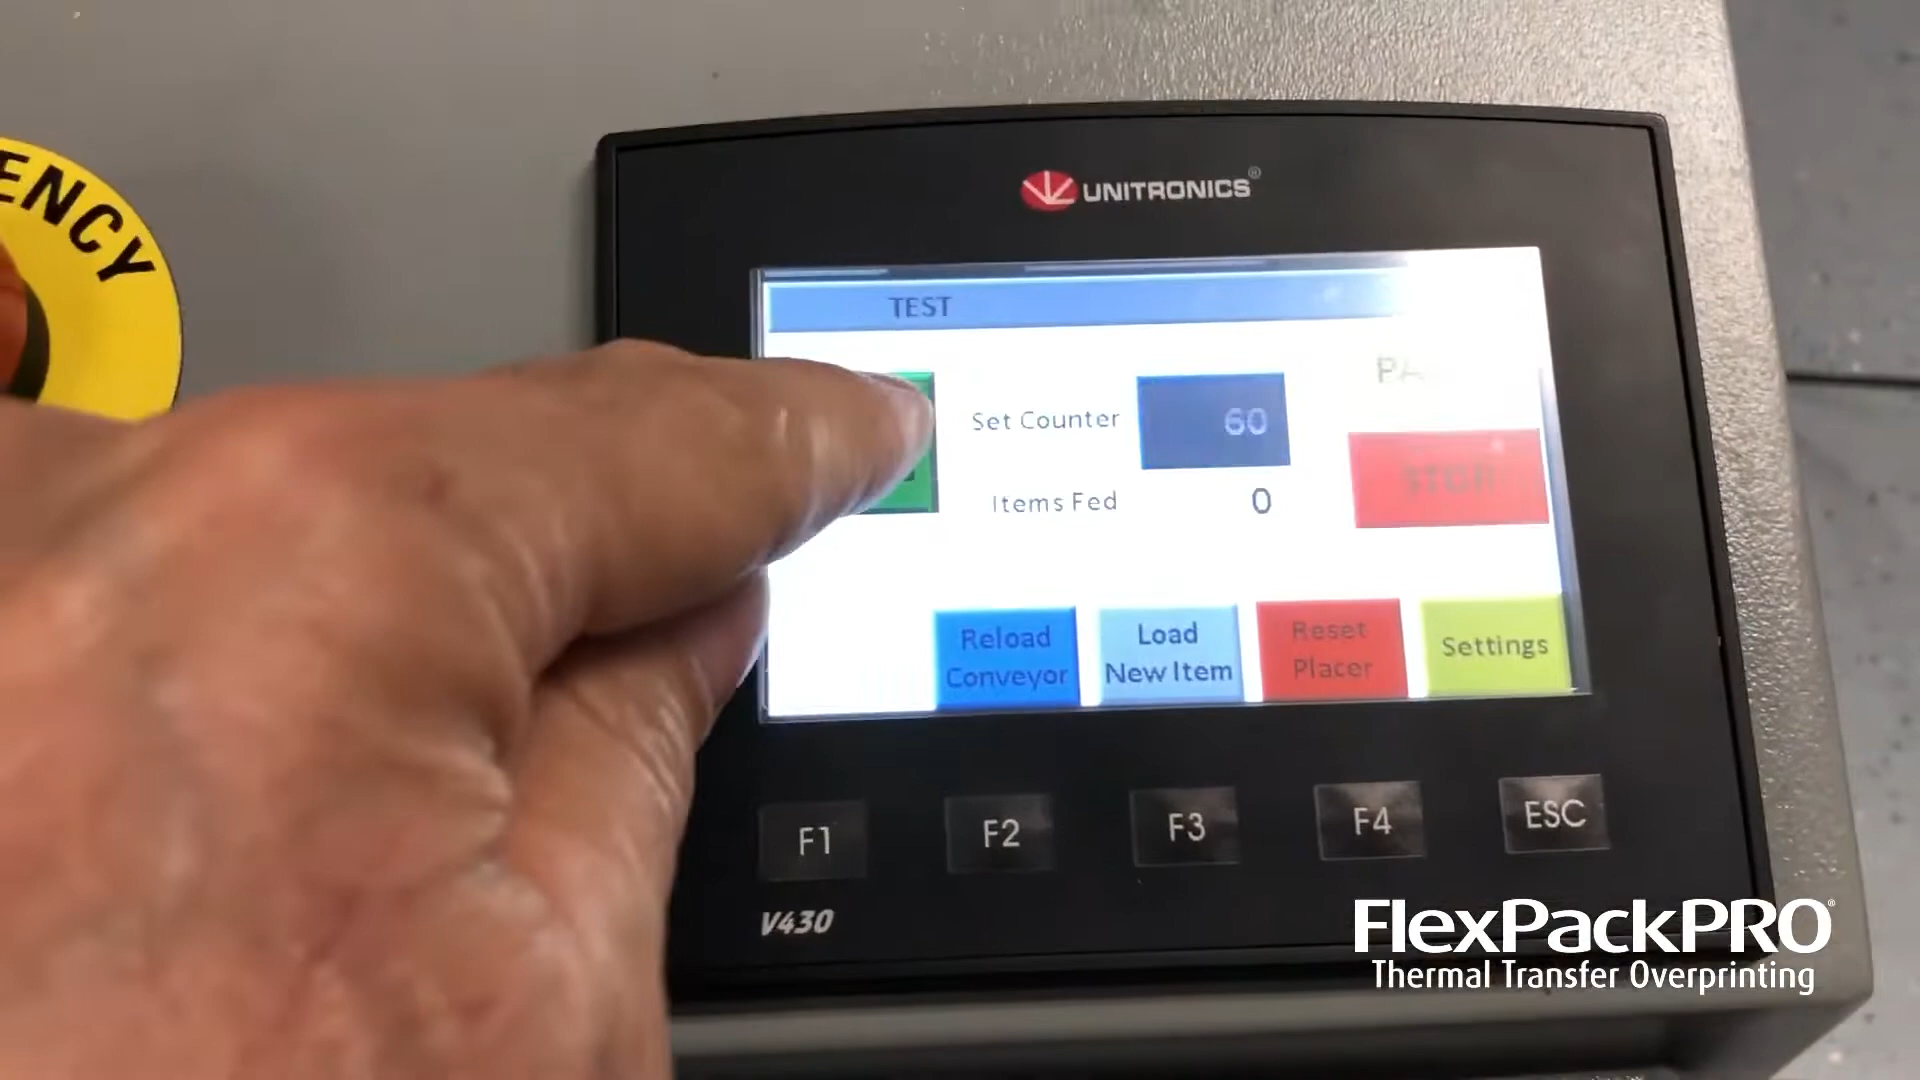 ENCY
UNITRONICS®
TEST
Set Counter
60
Items Fed
0
STOP
Reload
Conveyor
Load
New Item
Reset
Placer
Settings
F1
F2
F3
F4
ESC
V430
FlexPackPRO®
Thermal Transfer Overprinting